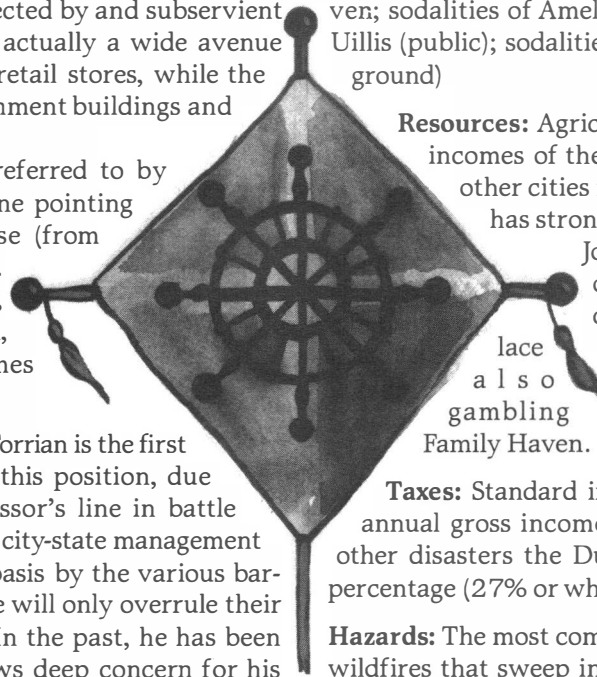 ected by and subservient
actually a wide avenue
retail stores, while the
nment buildings and
referred to by
ne pointing
se (from
nes
orrian is the first
this position, due
ssor's line in battle
city-state management
basis by the various bar-
e will only overrule their
In the past, he has been
ws deep concern for his
ven; sodalities of Amel
Uillis (public); sodalitie
ground)
Resources: Agric
incomes of the
other cities
has stron
Jo
lace
also
gambling
Family Haven.
Taxes: Standard i
annual gross income
other disasters the Du
percentage (27% or wh
Hazards: The most com
wildfires that sweep in